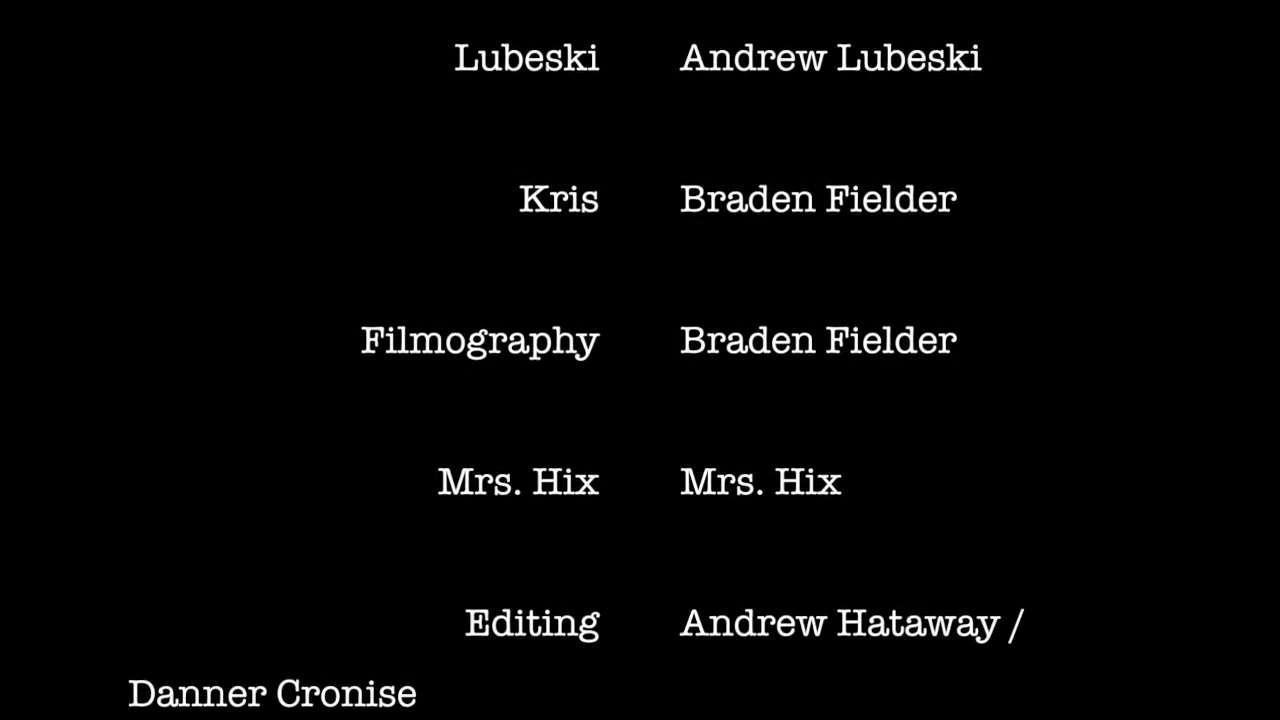 Lubeski Andrew Lubeski
Kris Braden Fielder
Filmography Braden Fielder
Mrs. Hix Mrs. Hix
Editing Andrew Hataway /
Danner Cronise